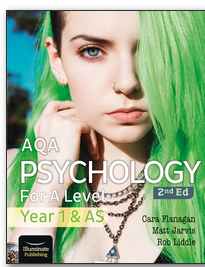 AQA
PSYCHOLOGY
For A Level
2nd Ed
Year 1 & AS
Cara Flanagan
Matt Jarvis
Rob Liddle
Illuminate
Publishing